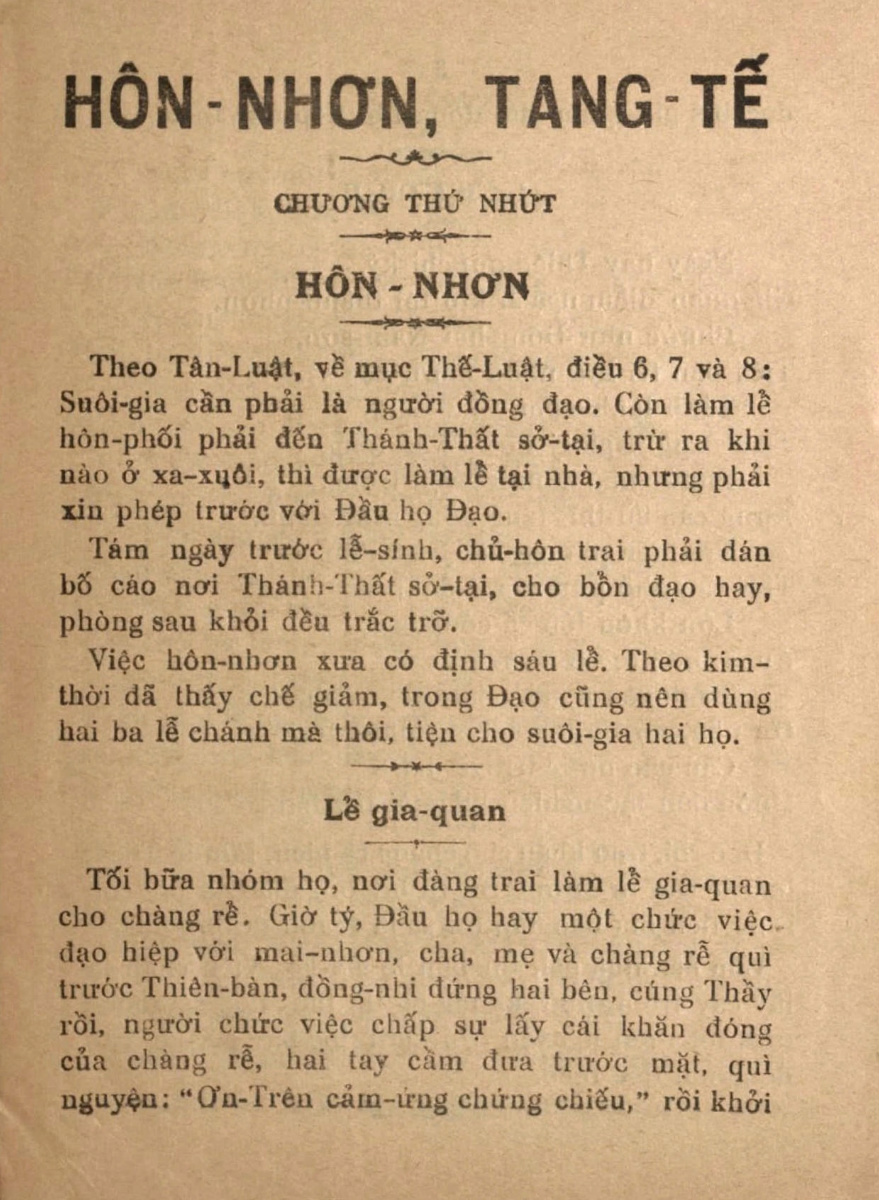 HÔN-NHƠN, TANG-TẾ
CHƯƠNG THỨ NHỨT
HÔN - NHƠN
Theo Tân-Luật, về mục Thế-Luật, điều 6, 7 và 8:
Suôi-gia cần phải là người đồng đạo. Còn làm lễ
hôn-phối phải đến Thánh-Thất sở-tại, trừ ra khi
nào ở xa-xuôi, thì được làm lễ tại nhà, nhưng phải
xin phép trước với Đầu họ Đạo.
Tám ngày trước lễ-sính, chủ-hôn trai phải dán
bố cáo nơi Thánh-Thất sở-tại, cho bổn đạo hay,
phòng sau khỏi đều trắc trỡ.
Việc hôn-nhơn xưa có định sáu lễ. Theo kim-
thời dã thấy chế giảm, trong Đạo cũng nên dùng
hai ba lễ chánh mà thôi, tiện cho suôi-gia hai họ.
Lễ gia-quan
Tối bữa nhóm họ, nơi đàng trai làm lễ gia-quan
cho chàng rể. Giờ tý, Đầu họ hay một chức việc
đạo hiệp với mai-nhơn, cha, mẹ và chàng rễ quì
trước Thiên-bàn, đồng-nhi đứng hai bên, cúng Thầy
rồi, người chức việc chấp sự lấy cái khăn đóng
của chàng rễ, hai tay cầm đưa trước mặt, quì
nguyện: "Ơn-Trên cảm-ứng chứng chiếu," rồi khởi